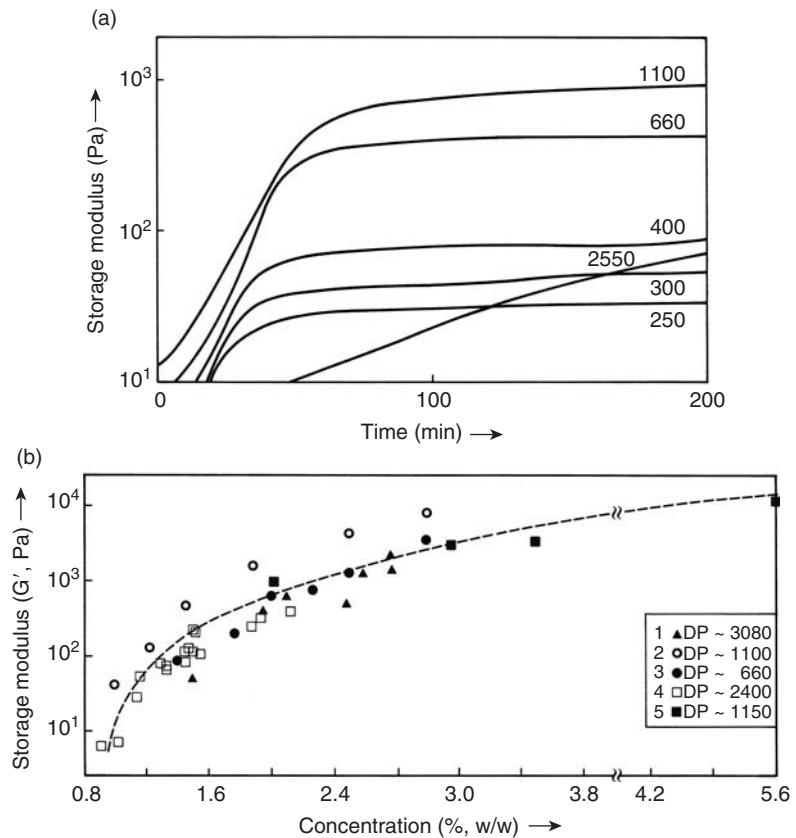 (a)
Storage modulus (Pa) →
10³
10²
10¹
1100
660
400
2550
300
250
0
100
200
Time (min) →
(b)
Storage modulus (G′, Pa) →
10⁴
10³
10²
10¹
1 ▲ DP ~ 3080
2 ○ DP ~ 1100
3 ● DP ~ 660
4 □ DP ~ 2400
5 ■ DP ~ 1150
0.8 1.6 2.4 3.0 3.8 4.2 5.6
Concentration (%, w/w) →